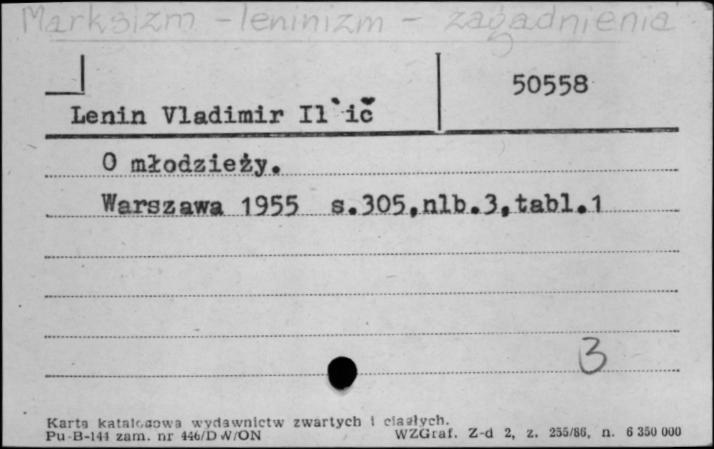 Marksizm - leninizm - zagadnienia
50558
Lenin Vladimir Il`ič
O młodzieży.
Warszawa 1955 s.305,nlb.3,tabl.1
3
Karta katalogowa wydawnictw zwartych i ciągłych.
Pu-B-144 zam. nr 446/DW/ON WZGraf. Z-d 2, z. 255/86, n. 6 350 000